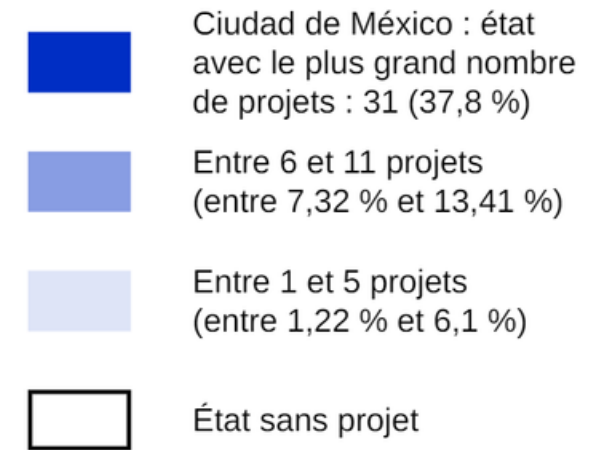 Ciudad de México : état
avec le plus grand nombre
de projets : 31 (37,8 %)
Entre 6 et 11 projets
(entre 7,32 % et 13,41 %)
Entre 1 et 5 projets
(entre 1,22 % et 6,1 %)
État sans projet